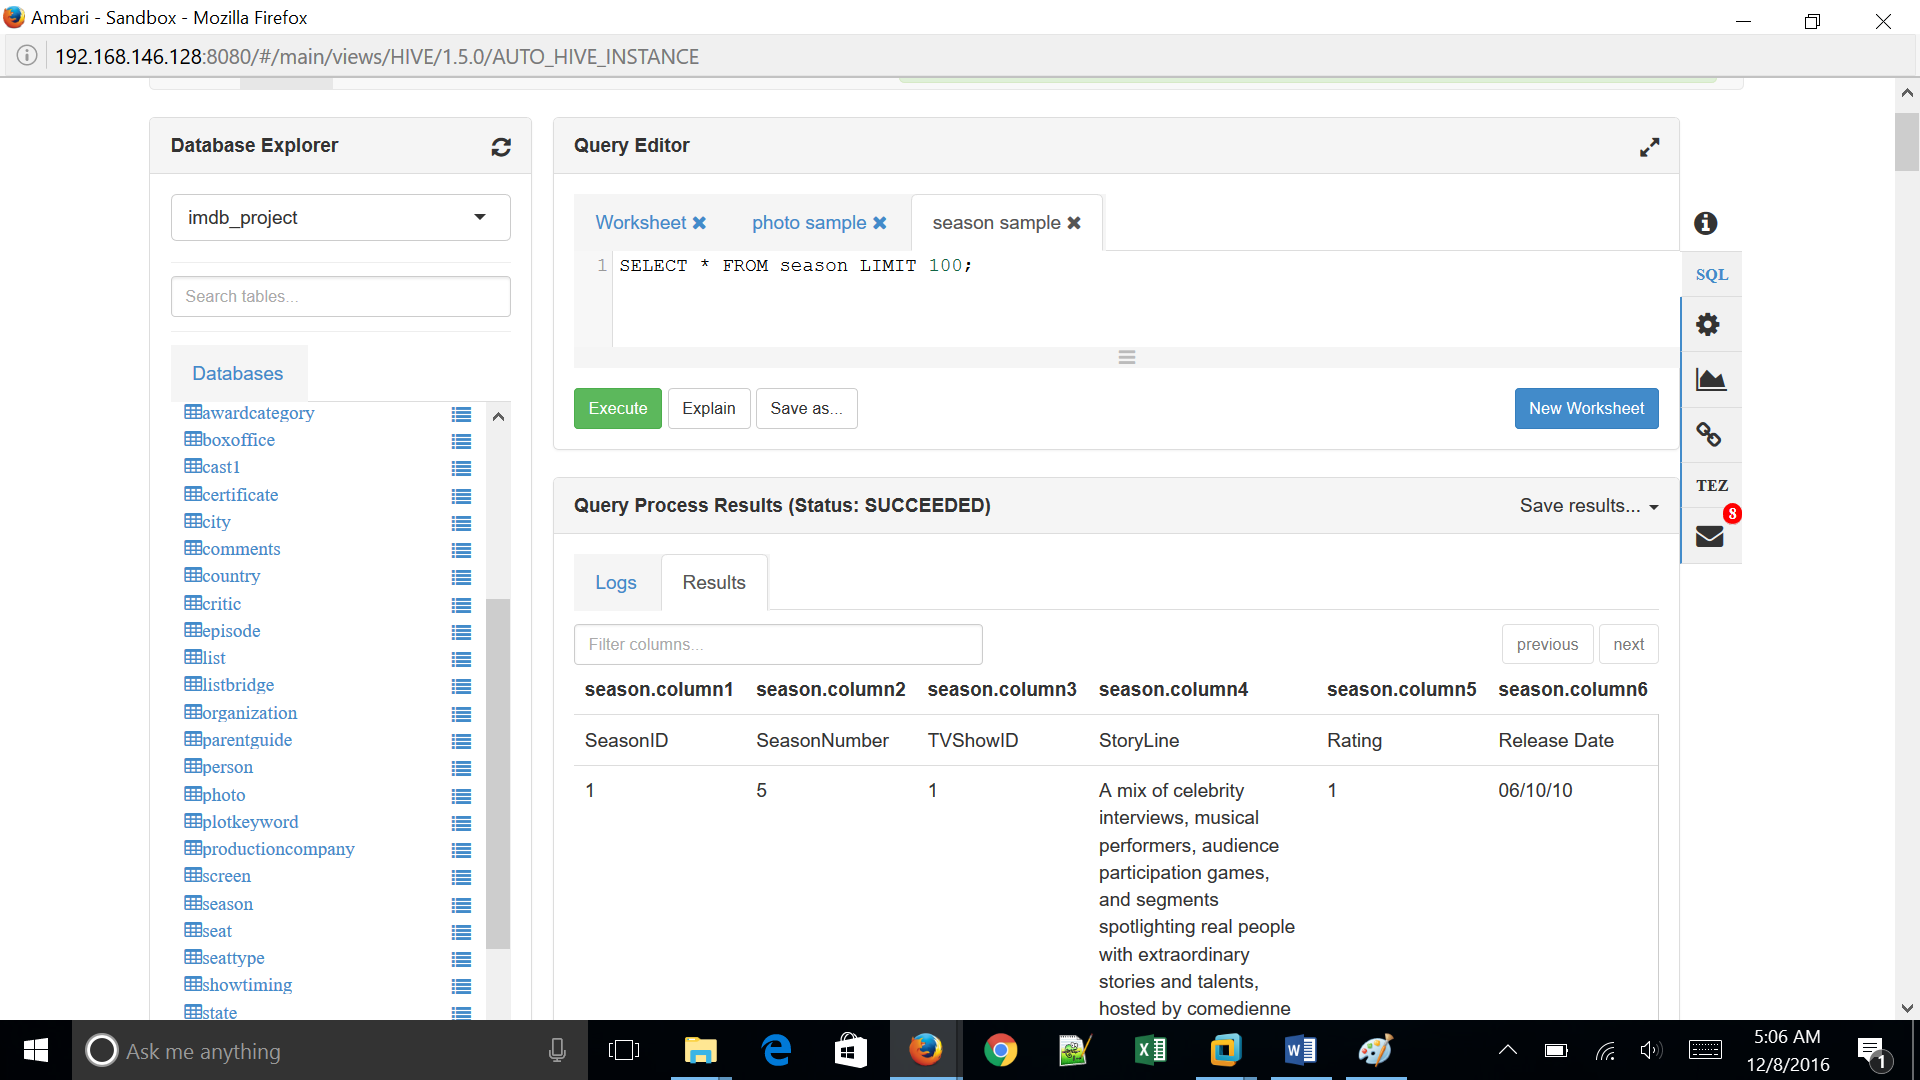 Ambari - Sandbox - Mozilla Firefox
192.168.146.128:8080/#/main/views/HIVE/1.5.0/AUTO_HIVE_INSTANCE
Database Explorer
imdb_project
Search tables...
Databases
awardcategory
boxoffice
cast1
certificate
city
comments
country
critic
episode
list
listbridge
organization
parentguide
person
photo
plotkeyword
productioncompany
screen
season
seat
seattype
showtiming
state
Query Editor
Worksheet photo sample season sample
1 SELECT * FROM season LIMIT 100;
Execute Explain Save as... New Worksheet
SQL
TEZ
8
Query Process Results (Status: SUCCEEDED) Save results...
Logs Results
Filter columns... previous next
season.column1 season.column2 season.column3 season.column4 season.column5 season.column6
SeasonID SeasonNumber TVShowID StoryLine Rating Release Date
1 5 1 A mix of celebrity 1 06/10/10
interviews, musical
performers, audience
participation games,
and segments
spotlighting real people
with extraordinary
stories and talents,
hosted by comedienne
Ask me anything
5:06 AM
12/8/2016
1